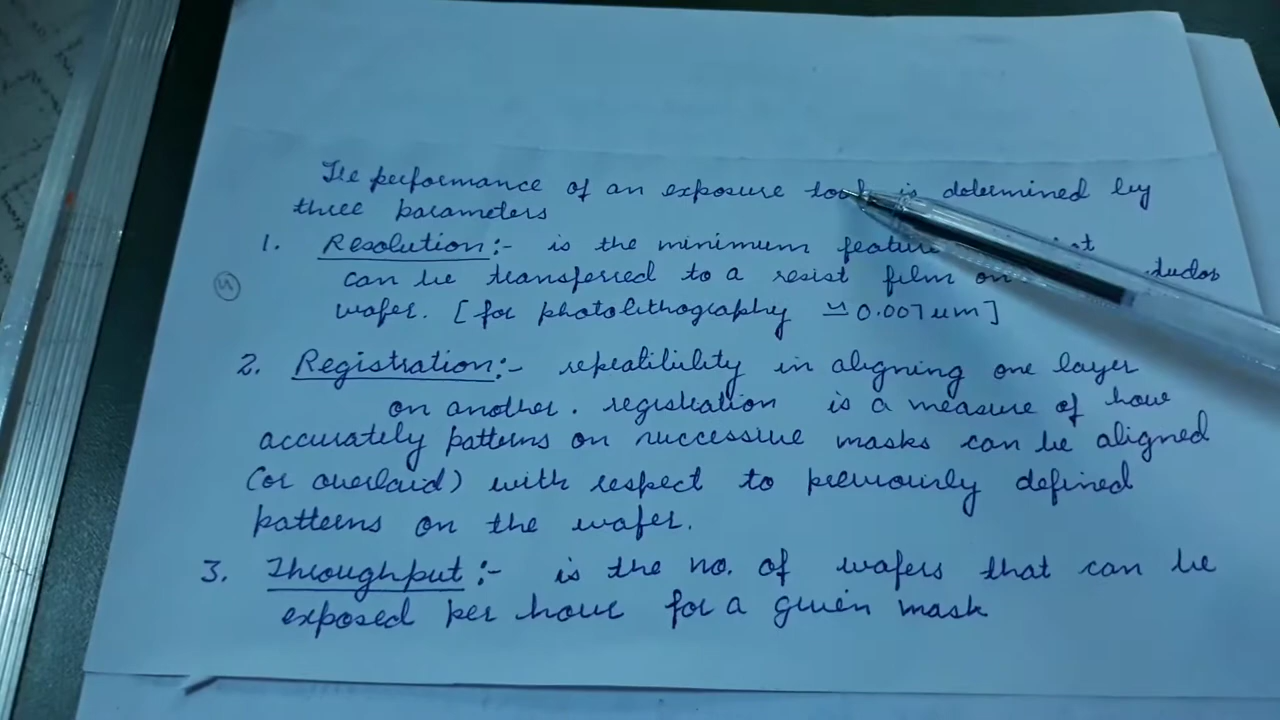 The performance of an exposure tool is determined by
three parameters
1. Resolution:- is the minimum feature
can be transferred to a resist film on
wafer. [for photolithography ≃ 0.007 um]
2. Registration:- repeatibility in aligning one layer
on another. registration is a measure of how
accurately patterns on successive masks can be aligned
(or overlaid) with respect to previously defined
patterns on the wafer.
3. Throughput:- is the no. of wafers that can be
exposed per hour for a given mask